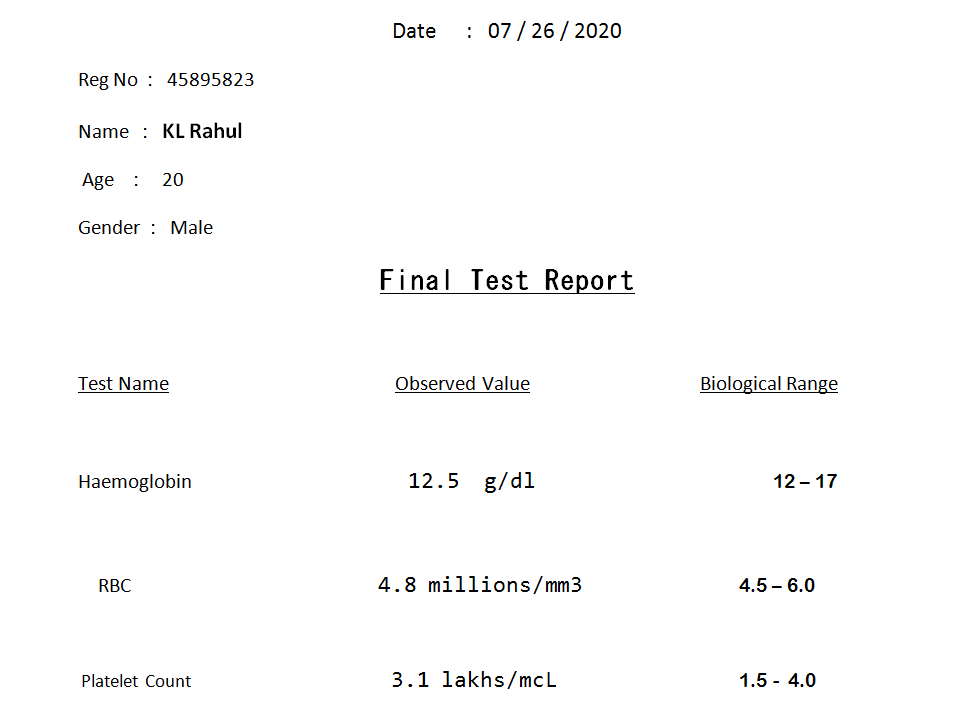 Date : 07 / 26 / 2020
Reg No : 45895823
Name : KL Rahul
Age : 20
Gender : Male
Final Test Report
Test Name Observed Value Biological Range
Haemoglobin 12.5 g/dl 12 – 17
RBC 4.8 millions/mm3 4.5 – 6.0
Platelet Count 3.1 lakhs/mcL 1.5 - 4.0